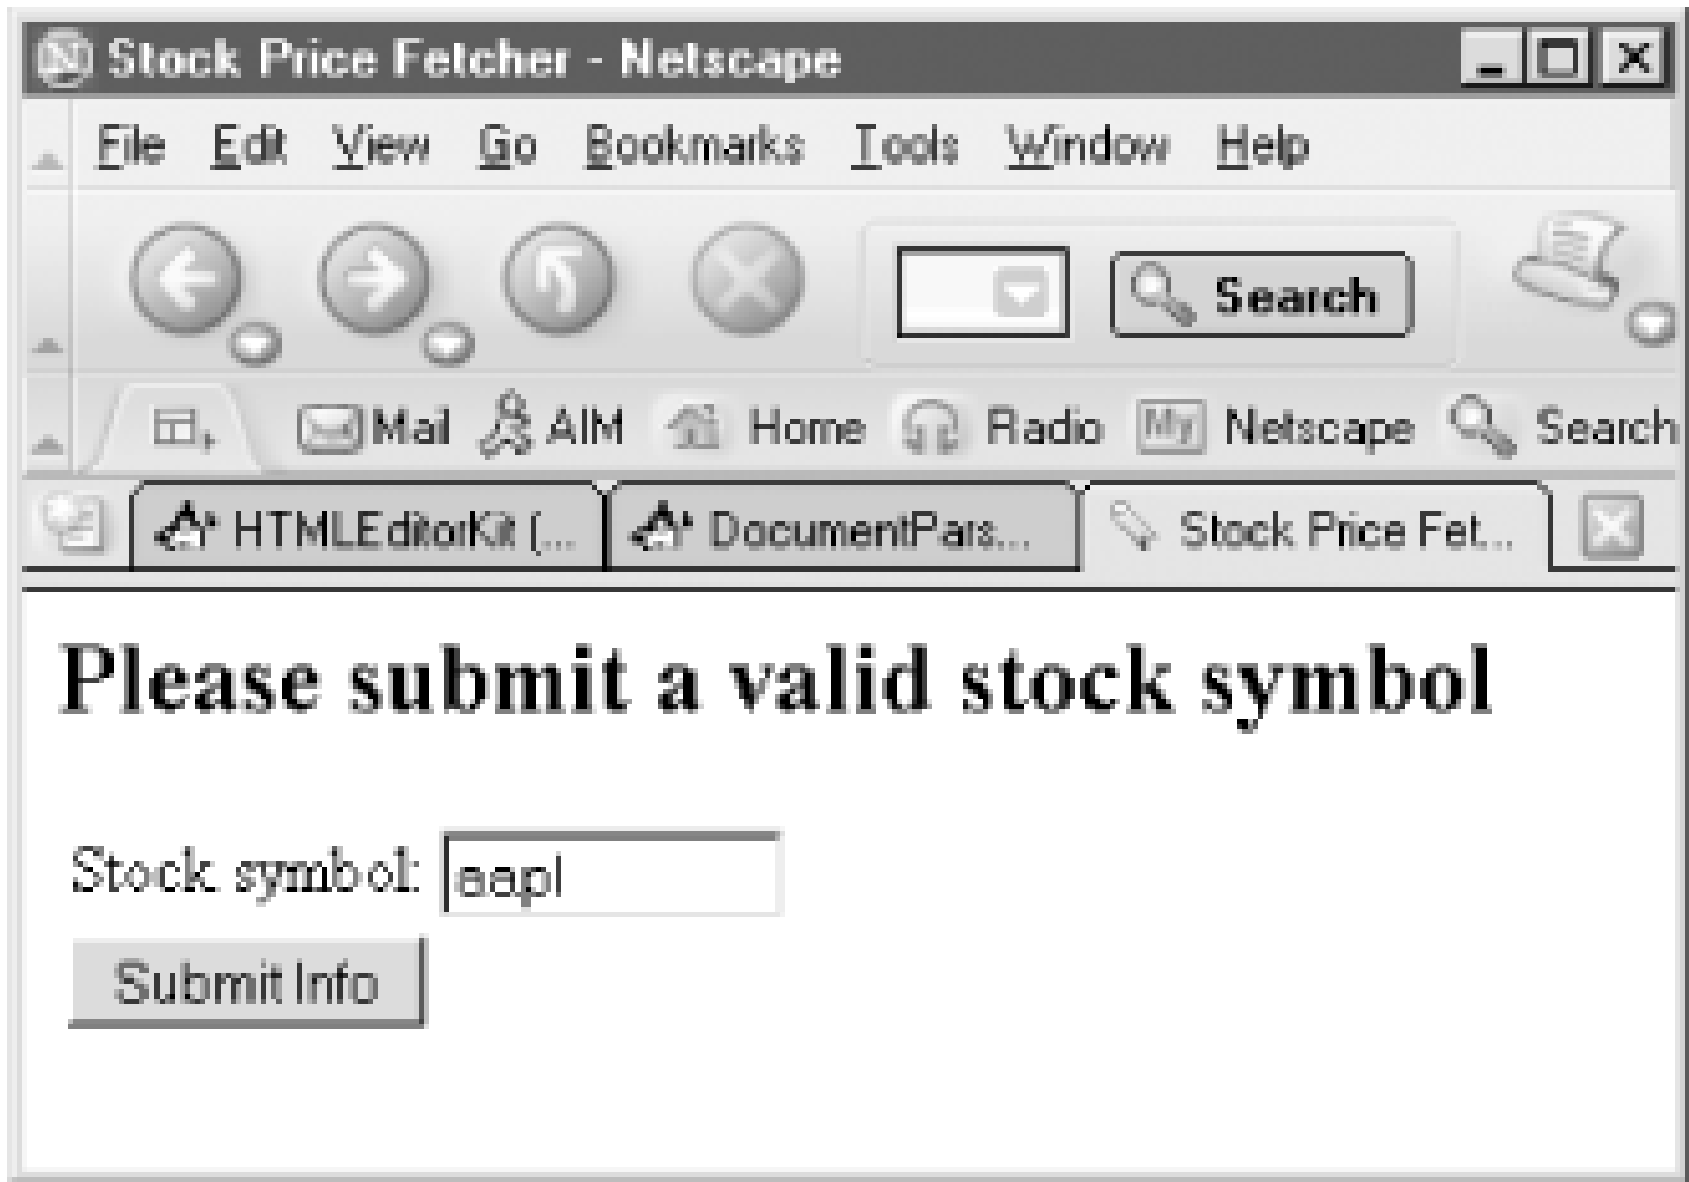 Stock Price Fetcher - Netscape
File Edit View Go Bookmarks Tools Window Help
Search
Mail AIM Home Radio My Netscape Search
HTMLEditorKit (... DocumentPars... Stock Price Fet...
Please submit a valid stock symbol
Stock symbol: aapl
Submit Info